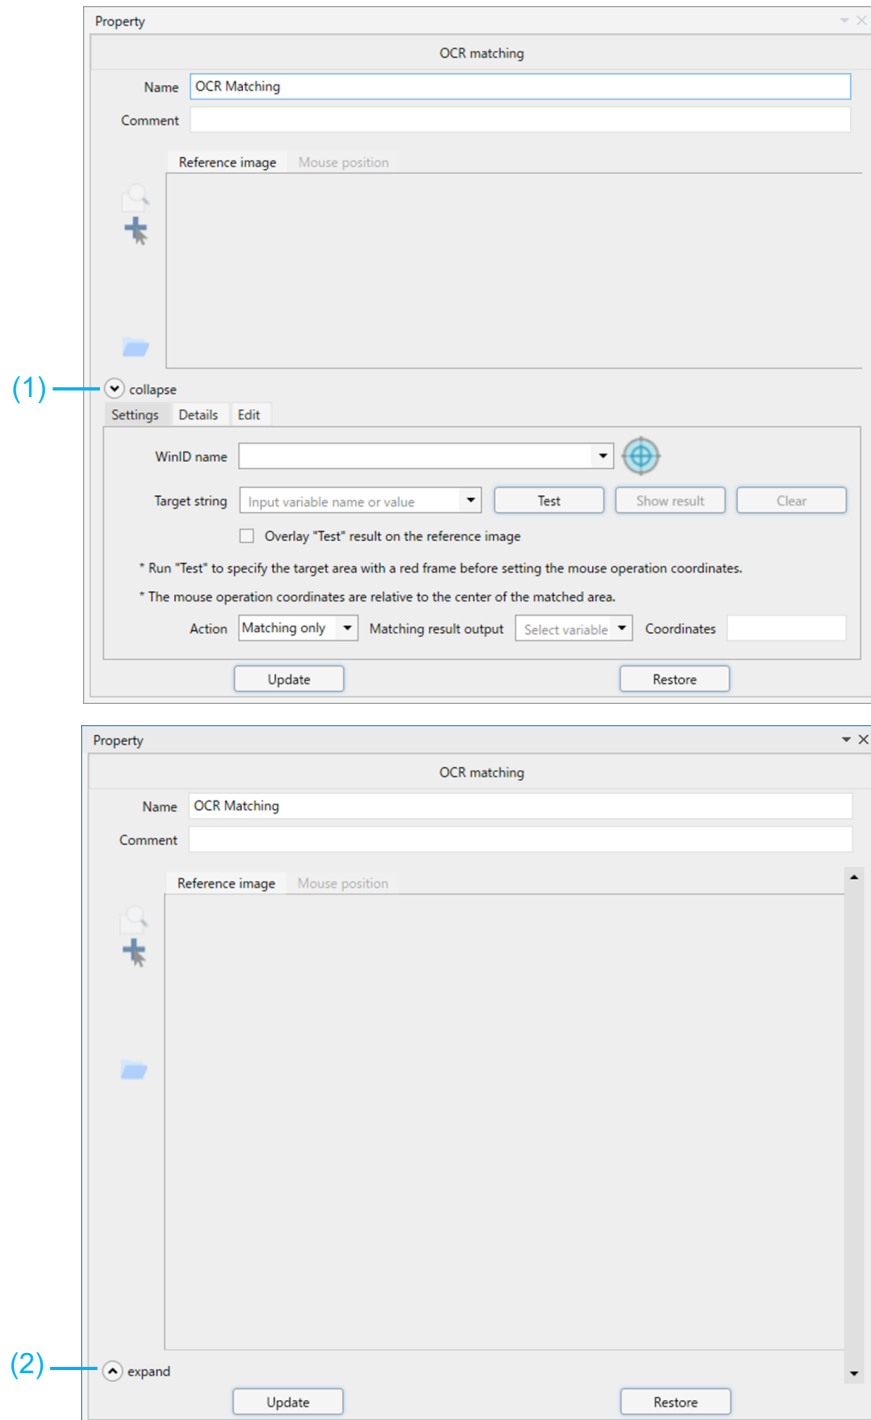 Property
OCR matching
Name OCR Matching
Comment
Reference image Mouse position
(1) collapse
Settings Details Edit
WinID name
Target string Input variable name or value Test Show result Clear
Overlay "Test" result on the reference image
* Run "Test" to specify the target area with a red frame before setting the mouse operation coordinates.
* The mouse operation coordinates are relative to the center of the matched area.
Action Matching only Matching result output Select variable Coordinates
Update Restore
Property
OCR matching
Name OCR Matching
Comment
Reference image Mouse position
(2) expand
Update Restore